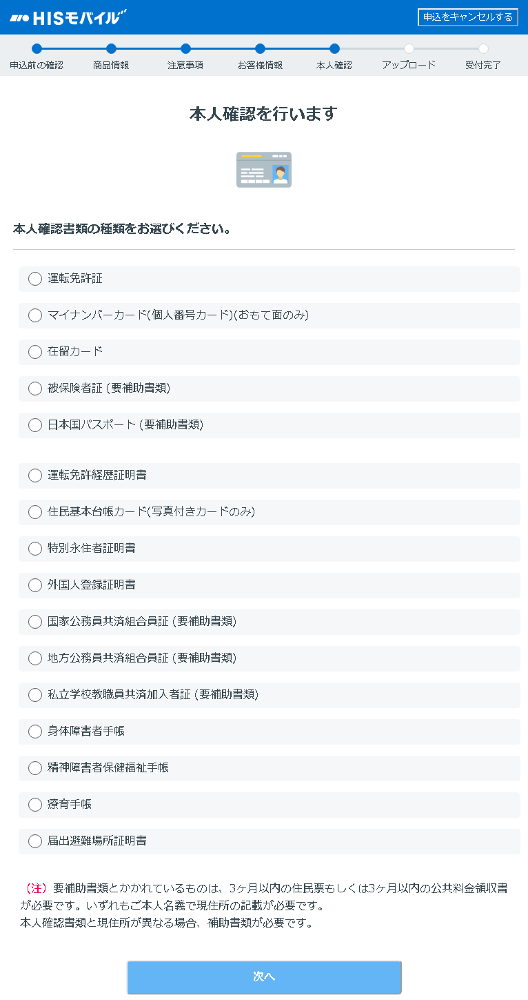 HISモバイル
申込をキャンセルする
申込前の確認
商品情報
注意事項
お客様情報
本人確認
アップロード
受付完了
本人確認を行います
本人確認書類の種類をお選びください。
運転免許証
マイナンバーカード(個人番号カード)(おもて面のみ)
在留カード
被保険者証 (要補助書類)
日本国パスポート (要補助書類)
運転免許経歴証明書
住民基本台帳カード(写真付きカードのみ)
特別永住者証明書
外国人登録証明書
国家公務員共済組合員証 (要補助書類)
地方公務員共済組合員証 (要補助書類)
私立学校教職員共済加入者証 (要補助書類)
身体障害者手帳
精神障害者保健福祉手帳
療育手帳
届出避難場所証明書
（注）要補助書類とかかれているものは、3ヶ月以内の住民票もしくは3ヶ月以内の公共料金領収書
が必要です。いずれもご本人名義で現住所の記載が必要です。
本人確認書類と現住所が異なる場合、補助書類が必要です。
次へ